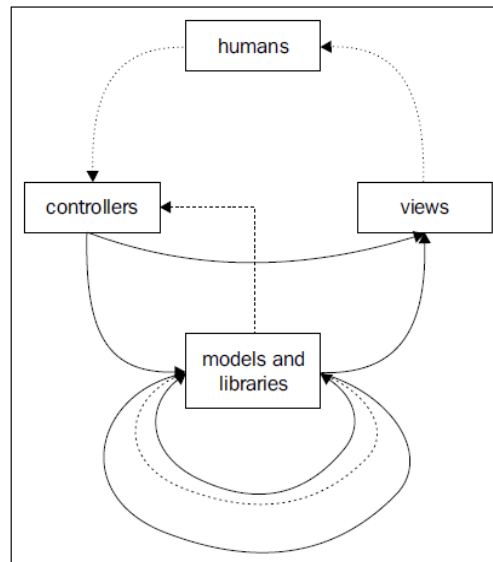 humans
controllers
views
models and
libraries